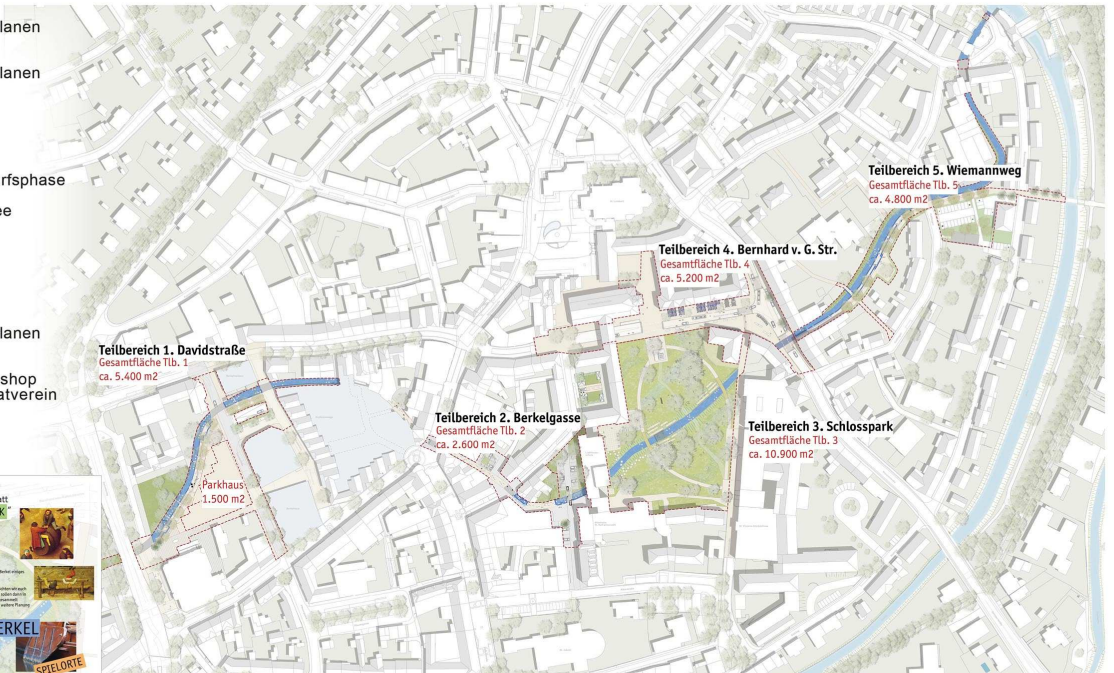 lanen
lanen
rfsphase
ee
lanen
shop
atverein
Teilbereich 1. Davidstraße
Gesamtfläche Tlb. 1
ca. 5.400 m2
Parkhaus
1.500 m2
Teilbereich 2. Berkelgasse
Gesamtfläche Tlb. 2
ca. 2.600 m2
Teilbereich 4. Bernhard v. G. Str.
Gesamtfläche Tlb. 4
ca. 5.200 m2
Teilbereich 3. Schlosspark
Gesamtfläche Tlb. 3
ca. 10.900 m2
Teilbereich 5. Wiemannweg
Gesamtfläche Tlb. 5
ca. 4.800 m2
ERKEL
SPIELORTE